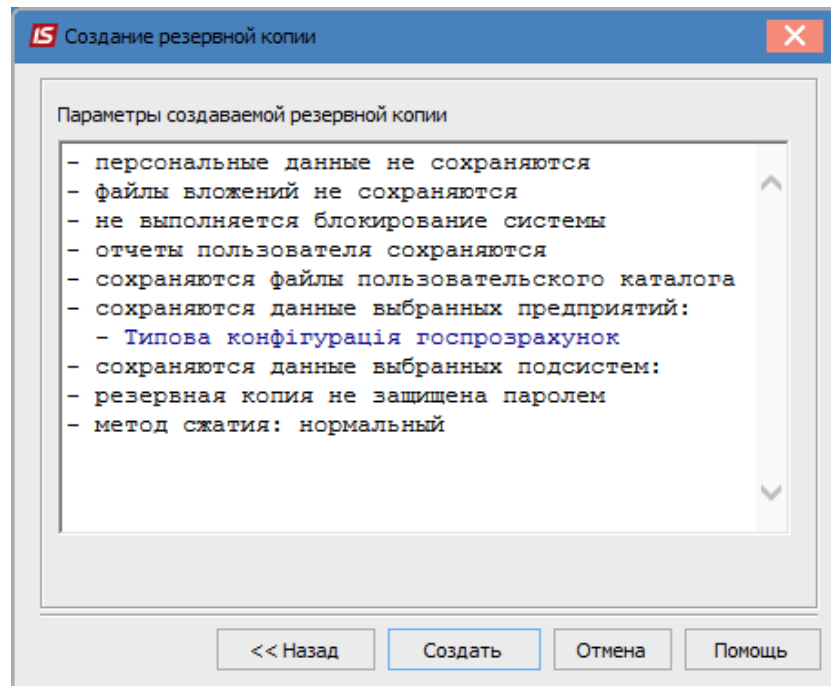 IS Создание резервной копии
Параметры создаваемой резервной копии
- персональные данные не сохраняются
- файлы вложений не сохраняются
- не выполняется блокирование системы
- отчеты пользователя сохраняются
- сохраняются файлы пользовательского каталога
- сохраняются данные выбранных предприятий:
- Типова конфігурація госпрозрахунок
- сохраняются данные выбранных подсистем:
- резервная копия не защищена паролем
- метод сжатия: нормальный
<< Назад Создать Отмена Помощь